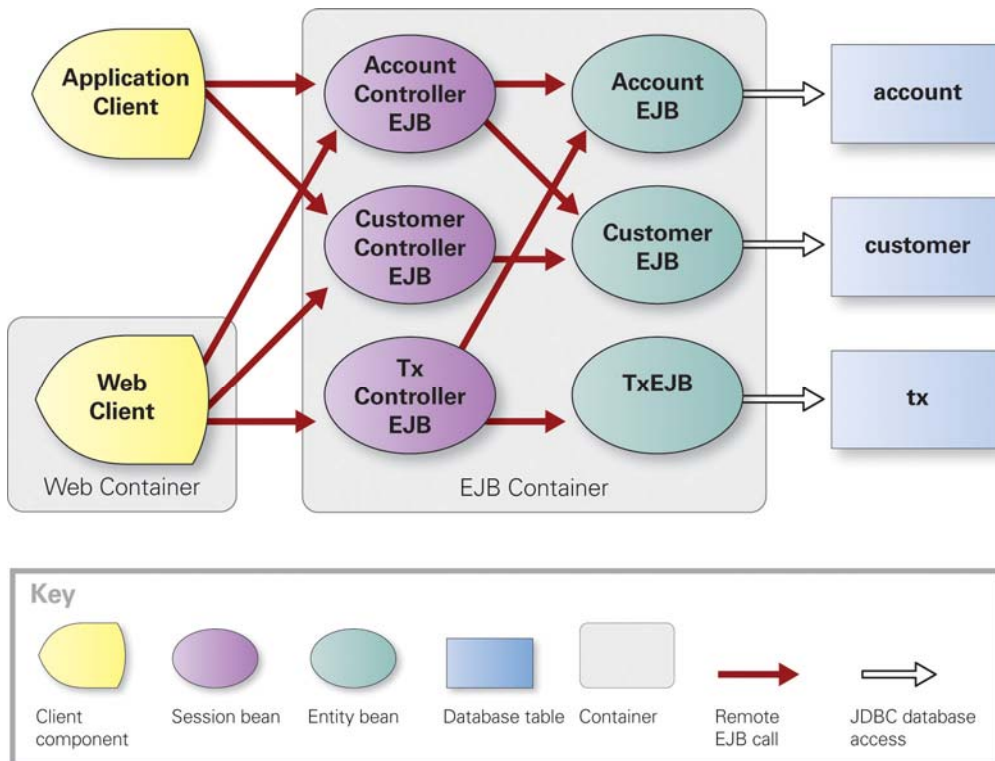 Application
Client
Account
Controller
EJB
Account
EJB
account
Customer
Controller
EJB
Customer
EJB
customer
Web
Client
Tx
Controller
EJB
TxEJB
tx
Web Container
EJB Container
Key
Client
component
Session bean
Entity bean
Database table
Container
Remote
EJB call
JDBC database
access